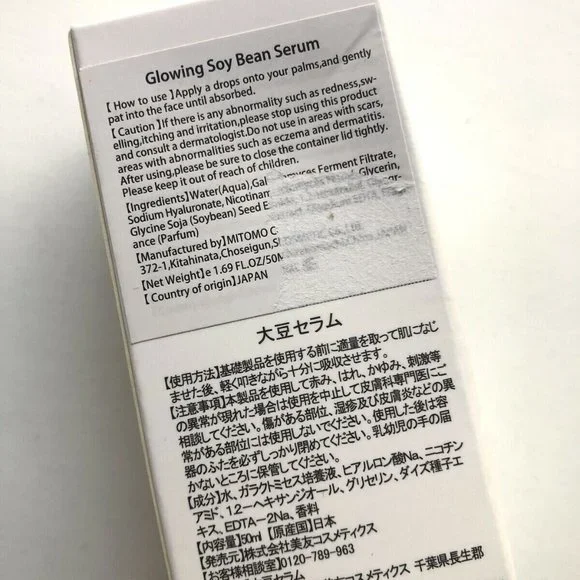 Glowing Soy Bean Serum
【 How to use 】Apply a drops onto your palms,and gently
pat into the face until absorbed.
【 Caution 】If there is any abnormality such as redness,sw-
elling,itching and irritation,please stop using this product
and consult a dermatologist.Do not use in areas with scars,
areas with abnormalities such as eczema and dermatitis.
After using,please be sure to close the container lid tightly.
Please keep it out of reach of children.
【Ingredients】Water(Aqua), Ferment Filtrate,
Sodium Hyaluronate, Glycerin,
Glycine Soja (Soybean) Seed
ance (Parfum)
【Manufactured by】MITOMO
372-1,Kitahinata,Choseigun,
【Net Weight】e 1.69 FL.OZ/50M
【 Country of origin】JAPAN
大豆セラム
【使用方法】基礎製品を使用する前に適量を取って肌になじ
ませた後、軽く叩きながら十分に吸収させます。
【注意事項】本製品を使用して赤み、はれ、かゆみ、刺激等
の異常が現れた場合は使用を中止して皮膚科専門医にご
相談してください。傷がある部位、湿疹及び皮膚炎などの異
常がある部位には使用しないでください。使用した後は容
器のふたを必ずしっかり閉めてください。乳幼児の手の届
かないところに保管してください。
【成分】水、ガラクトミセス培養液、ヒアルロン酸Na、ニコチン
アミド、1.2ーヘキサンジオール、グリセリン、ダイズ種子エ
キス、EDTAー2Na、香料
【内容量】50ml【原産国】日本
【発売元】株式会社美友コスメティクス
【お客様相談室】0120-789-963
大豆セラム
コスメティクス 千葉県長生郡